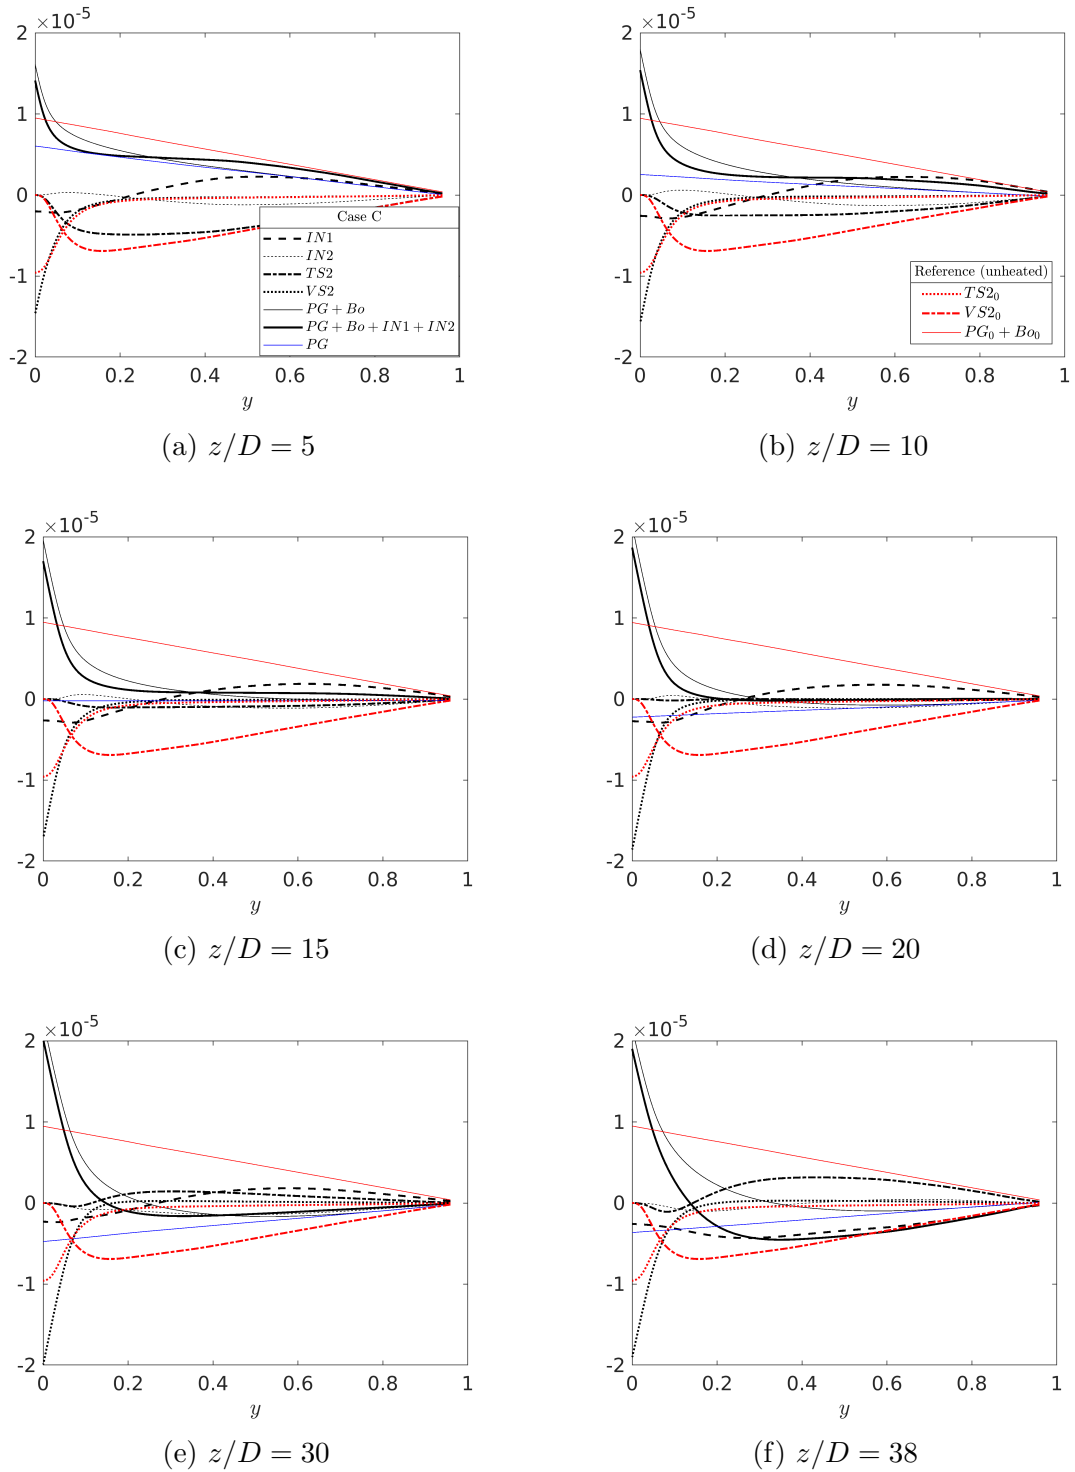 ×10⁻⁵
2
1
0
-1
-2
0 0.2 0.4 0.6 0.8 1
y
Case C
IN1
IN2
TS2
VS2
PG + Bo
PG + Bo + IN1 + IN2
PG
(a) z/D = 5
×10⁻⁵
2
1
0
-1
-2
0 0.2 0.4 0.6 0.8 1
y
Reference (unheated)
TS2₀
VS2₀
PG₀ + Bo₀
(b) z/D = 10
×10⁻⁵
2
1
0
-1
-2
0 0.2 0.4 0.6 0.8 1
y
(c) z/D = 15
×10⁻⁵
2
1
0
-1
-2
0 0.2 0.4 0.6 0.8 1
y
(d) z/D = 20
×10⁻⁵
2
1
0
-1
-2
0 0.2 0.4 0.6 0.8 1
y
(e) z/D = 30
×10⁻⁵
2
1
0
-1
-2
0 0.2 0.4 0.6 0.8 1
y
(f) z/D = 38